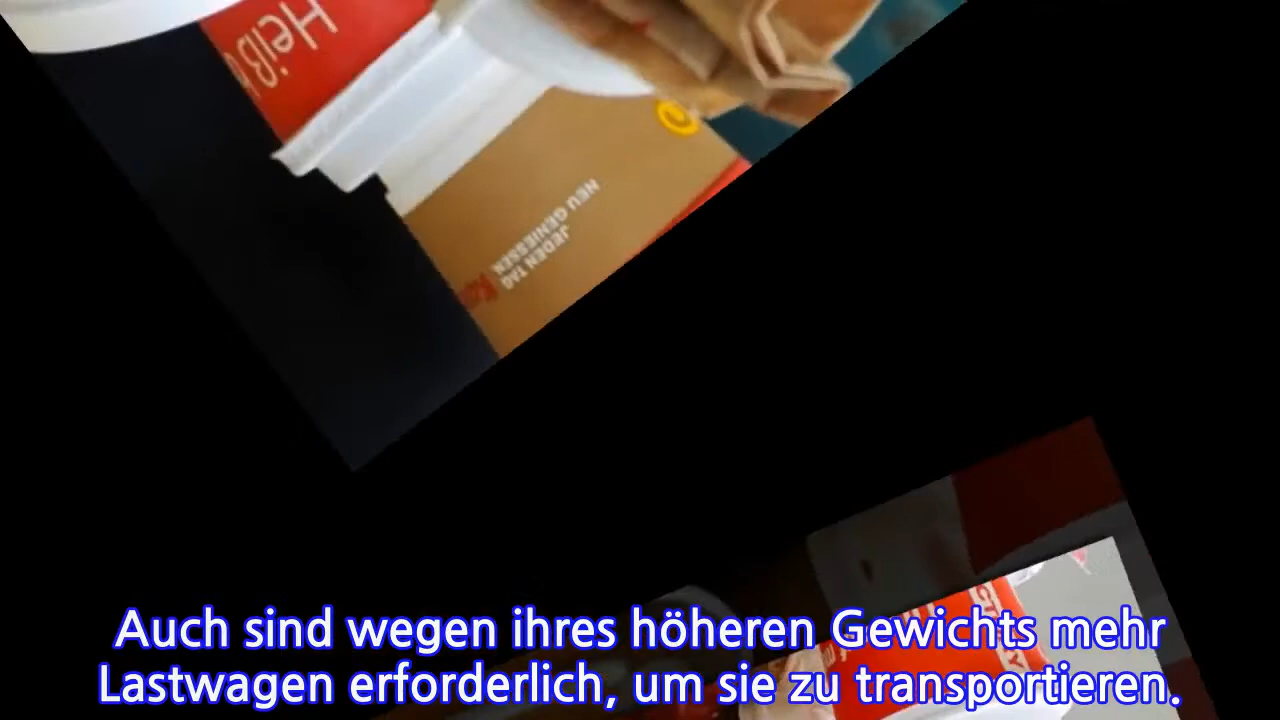 Heiß
JEDEN TAG
NEU GENIESSEN
Auch sind wegen ihres höheren Gewichts mehr
Lastwagen erforderlich, um sie zu transportieren.